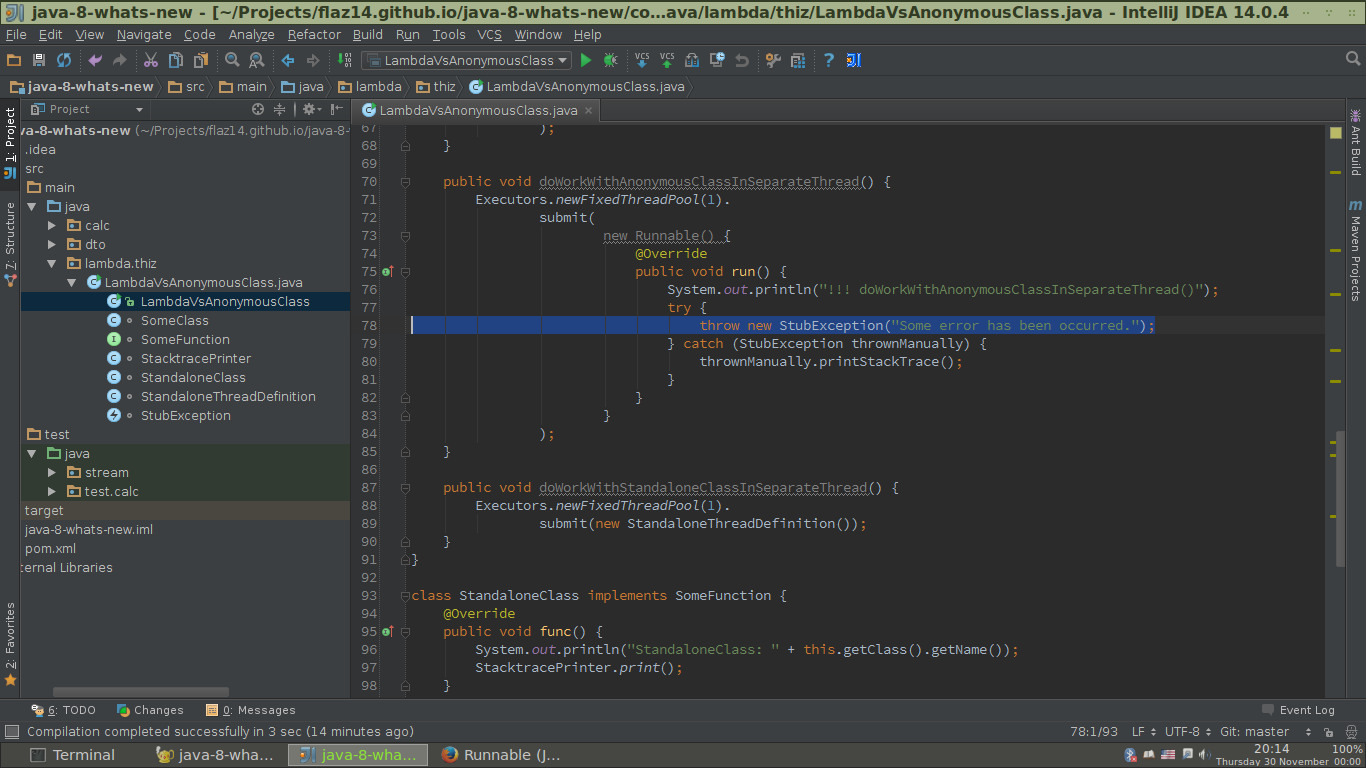 java-8-whats-new - [~/Projects/flaz14.github.io/java-8-whats-new/co...ava/lambda/thiz/LambdaVsAnonymousClass.java - IntelliJ IDEA 14.0.4
File Edit View Navigate Code Analyze Refactor Build Run Tools VCS Window Help
LambdaVsAnonymousClass VCS VCS ?
java-8-whats-new src main java lambda thiz LambdaVsAnonymousClass.java
Project
LambdaVsAnonymousClass.java
1: Project
7: Structure
2: Favorites
va-8-whats-new (~/Projects/flaz14.github.io/java-8-
.idea
src
main
java
calc
dto
lambda.thiz
LambdaVsAnonymousClass.java
LambdaVsAnonymousClass
SomeClass
SomeFunction
StacktracePrinter
StandaloneClass
StandaloneThreadDefinition
StubException
test
java
stream
test.calc
target
java-8-whats-new.iml
pom.xml
ternal Libraries
67 );
68 }
69
70 public void doWorkWithAnonymousClassInSeparateThread() {
71 Executors.newFixedThreadPool(1).
72 submit(
73 new Runnable() {
74 @Override
75 public void run() {
76 System.out.println("!!! doWorkWithAnonymousClassInSeparateThread()");
77 try {
78 throw new StubException("Some error has been occurred.");
79 } catch (StubException thrownManually) {
80 thrownManually.printStackTrace();
81 }
82 }
83 }
84 );
85 }
86
87 public void doWorkWithStandaloneClassInSeparateThread() {
88 Executors.newFixedThreadPool(1).
89 submit(new StandaloneThreadDefinition());
90 }
91 }
92
93 class StandaloneClass implements SomeFunction {
94 @Override
95 public void func() {
96 System.out.println("StandaloneClass: " + this.getClass().getName());
97 StacktracePrinter.print();
98 }
Ant Build
m Maven Projects
6: TODO Changes 0: Messages Event Log
Compilation completed successfully in 3 sec (14 minutes ago) 78:1/93 LF UTF-8 Git: master
Terminal java-8-wha... java-8-wha... Runnable (J... 20:14 100%
Thursday 30 November 00:00